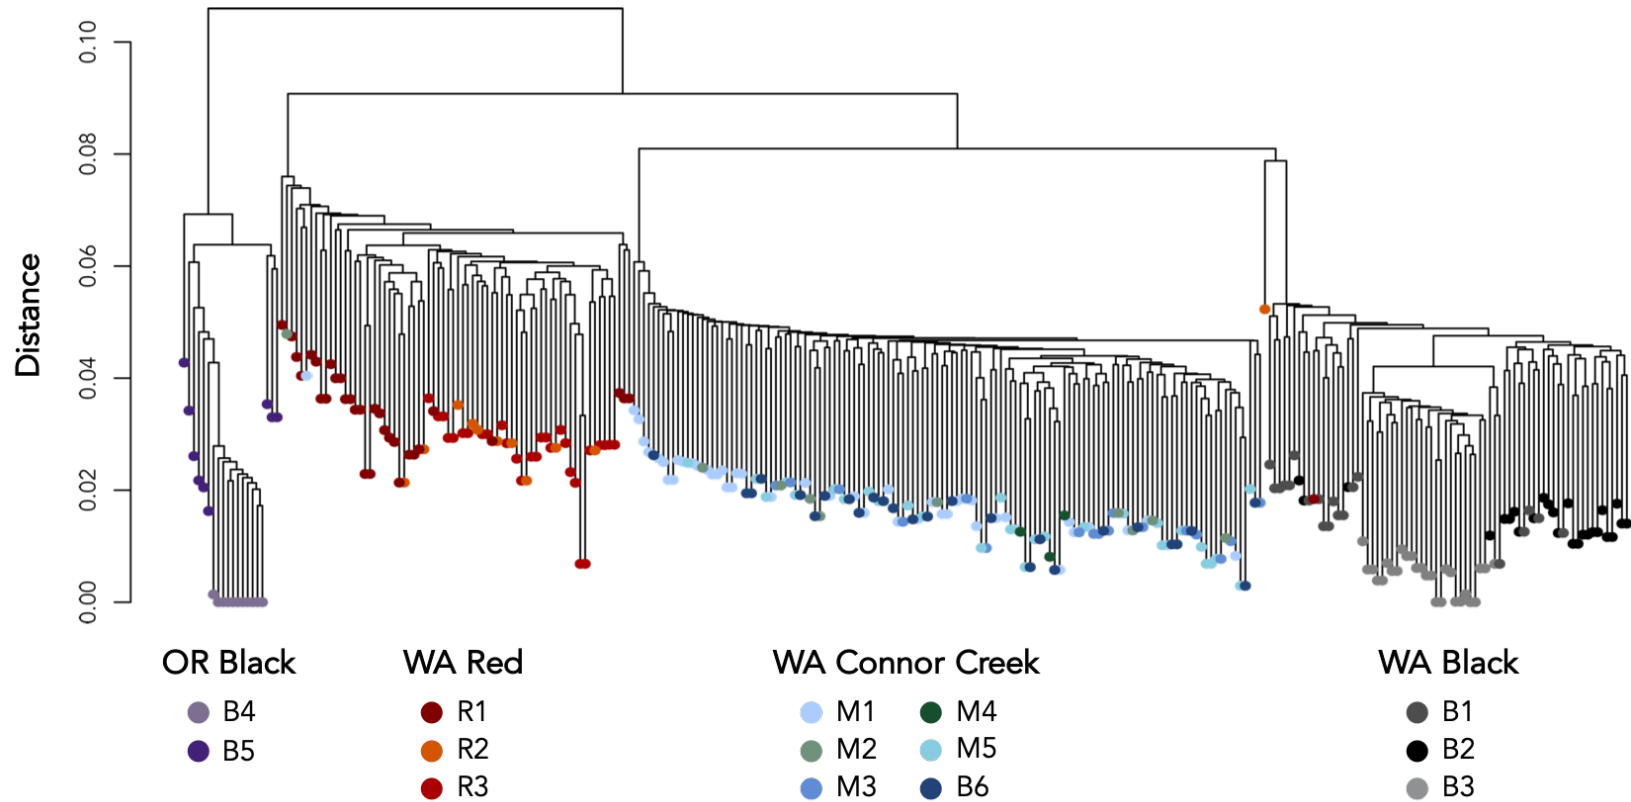 0.10
0.08
0.06
0.04
0.02
0.00
Distance
OR Black
B4
B5
WA Red
R1
R2
R3
WA Connor Creek
M1 M4
M2 M5
M3 B6
WA Black
B1
B2
B3